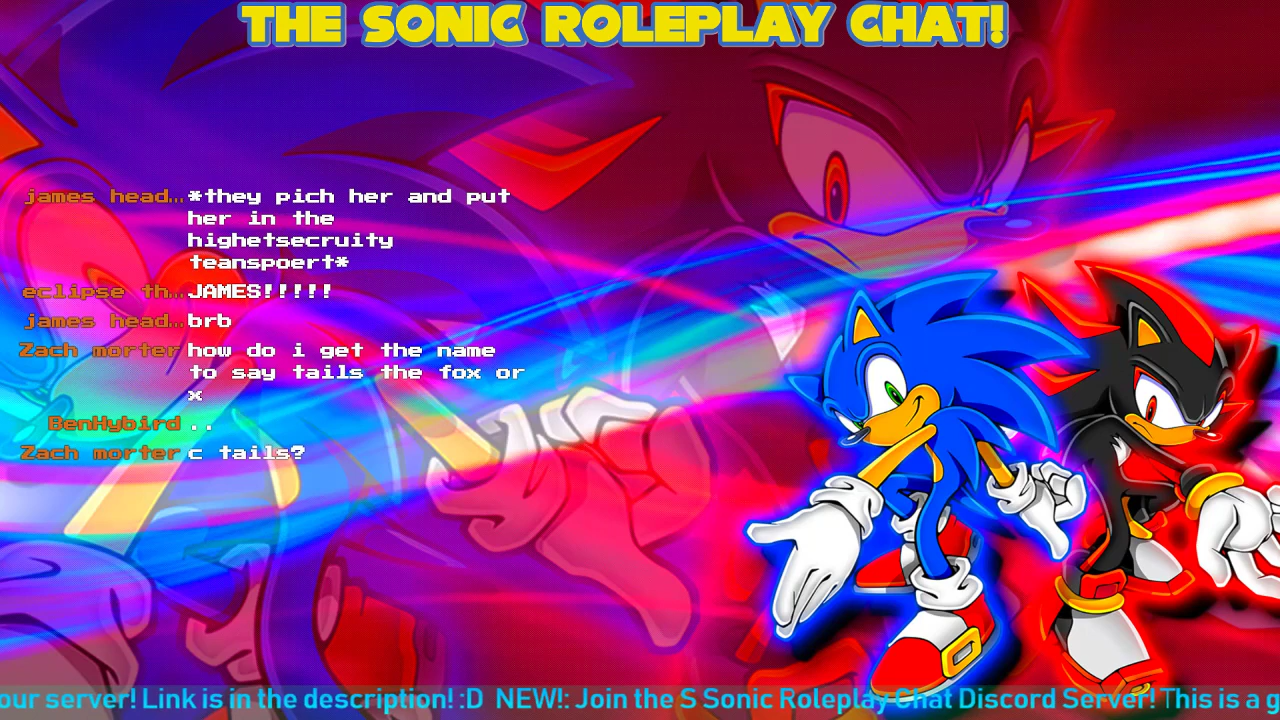 THE SONIC ROLEPLAY CHAT!
james head... *they pich her and put
her in the
highetsecruity
teanspoert*
eclipse th... JAMES!!!!!
james head... brb
Zach morter how do i get the name
to say tails the fox or
x
BenHybird ..
Zach morter c tails?
our server! Link is in the description! :D NEW!: Join the S Sonic Roleplay Chat Discord Server! This is a g